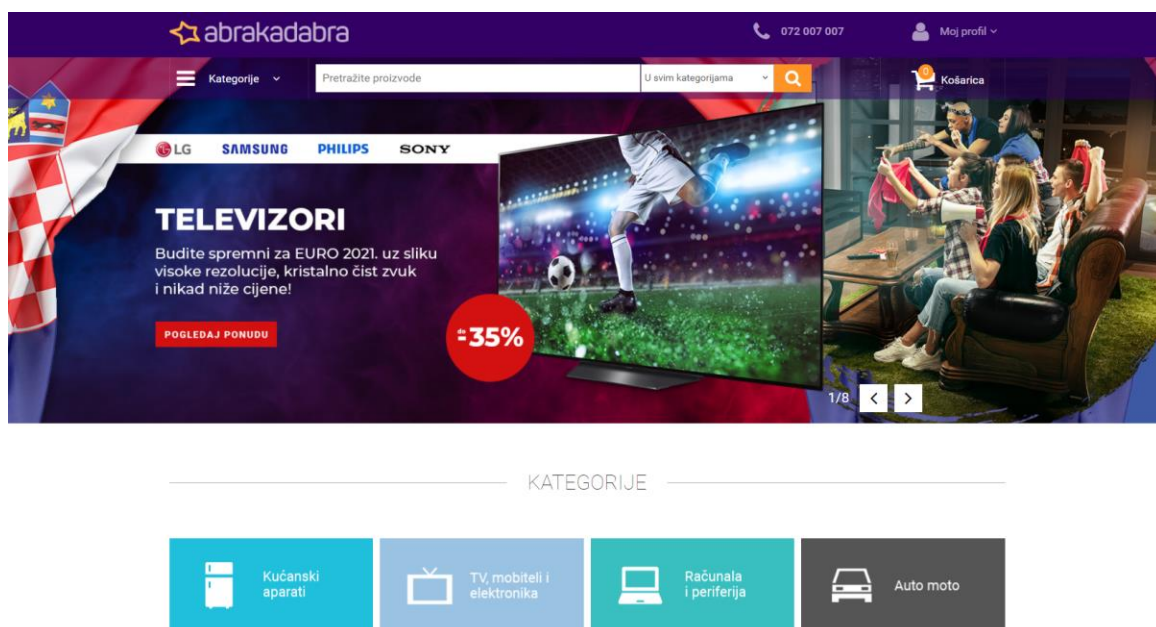 abrakadabra
072 007 007
Moj profil
Kategorije
Pretražite proizvode
U svim kategorijama
0
Košarica
LG SAMSUNG PHILIPS SONY
TELEVIZORI
Budite spremni za EURO 2021. uz sliku
visoke rezolucije, kristalno čist zvuk
i nikad niže cijene!
POGLEDAJ PONUDU
do
-35%
1/8
KATEGORIJE
Kućanski
aparati
TV, mobiteli i
elektronika
Računala
i periferija
Auto moto